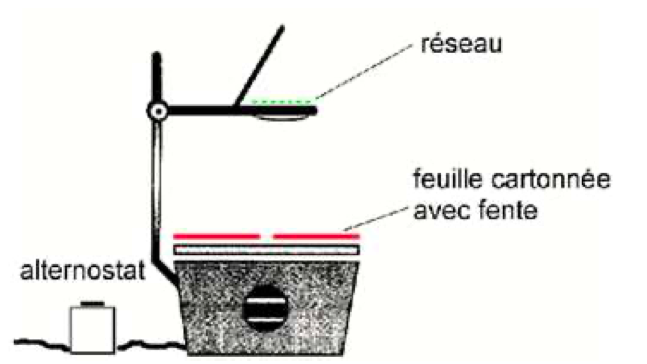 réseau
feuille cartonnée
avec fente
alternostat